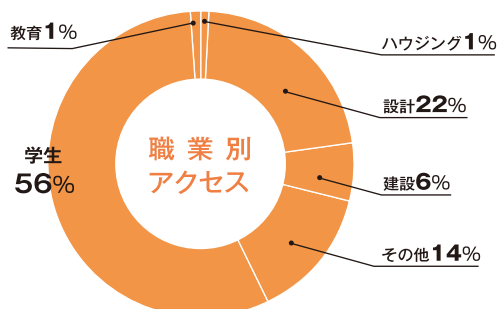 教育1%
ハウジング1%
設計22%
学生
56%
職業別
アクセス
建設6%
その他14%